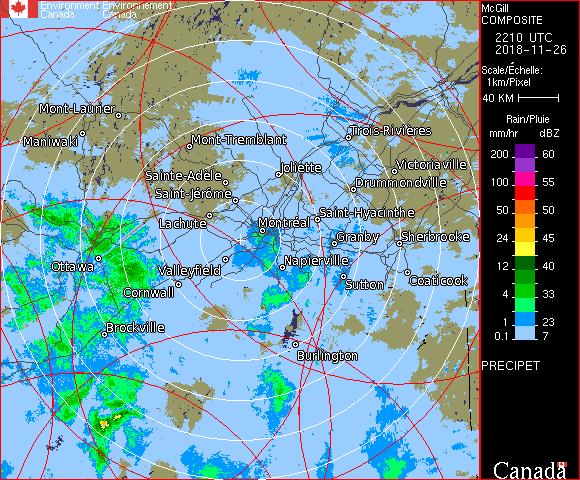 Environment Environnement
Canada Canada
McGill
COMPOSITE
2210 UTC
2018-11-26
Scale/Échelle:
1km/Pixel
40 KM
Rain/Pluie
mm/hr dBZ
200 60
100 55
50 50
24 45
12 40
4 33
1 23
0.1 7
PRECIPET
Canada
Mont-Laurier
Maniwaki
Mont-Tremblant
Trois-Rivières
Sainte-Adèle
Joliette
Victoriaville
Saint-Jérôme
Drummondville
Lachute
Montréal
Saint-Hyacinthe
Granby
Sherbrooke
Ottawa
Valleyfield
Napierville
Cornwall
Sutton
Coaticook
Brockville
Burlington